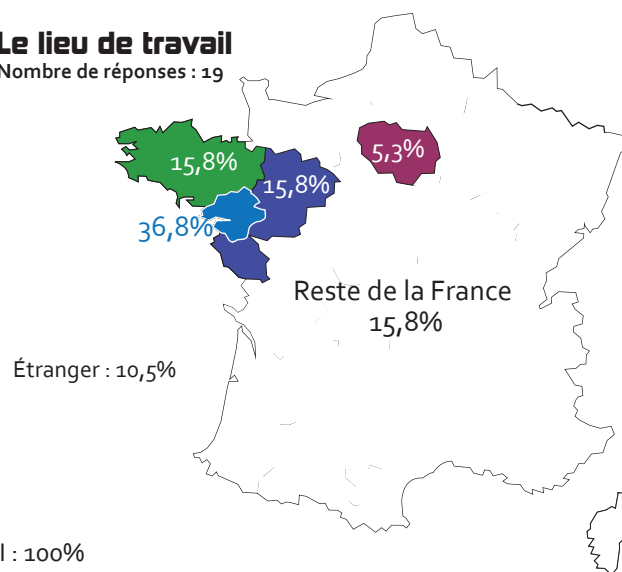 Le lieu de travail
Nombre de réponses : 19
15,8%
15,8%
5,3%
36,8%
Reste de la France
15,8%
Étranger : 10,5%
l : 100%